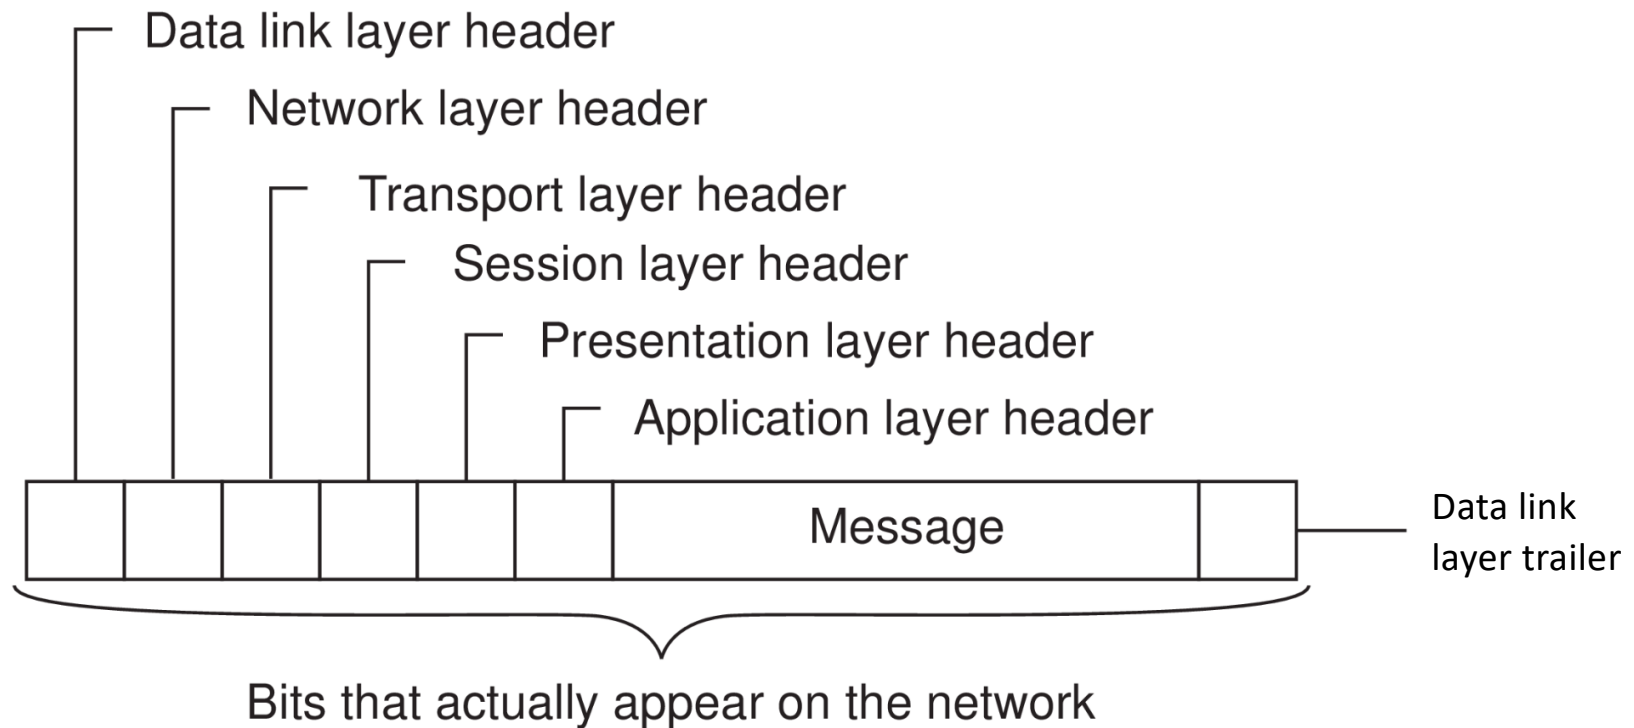 Data link layer header
Network layer header
Transport layer header
Session layer header
Presentation layer header
Application layer header
Message
Data link
layer trailer
Bits that actually appear on the network